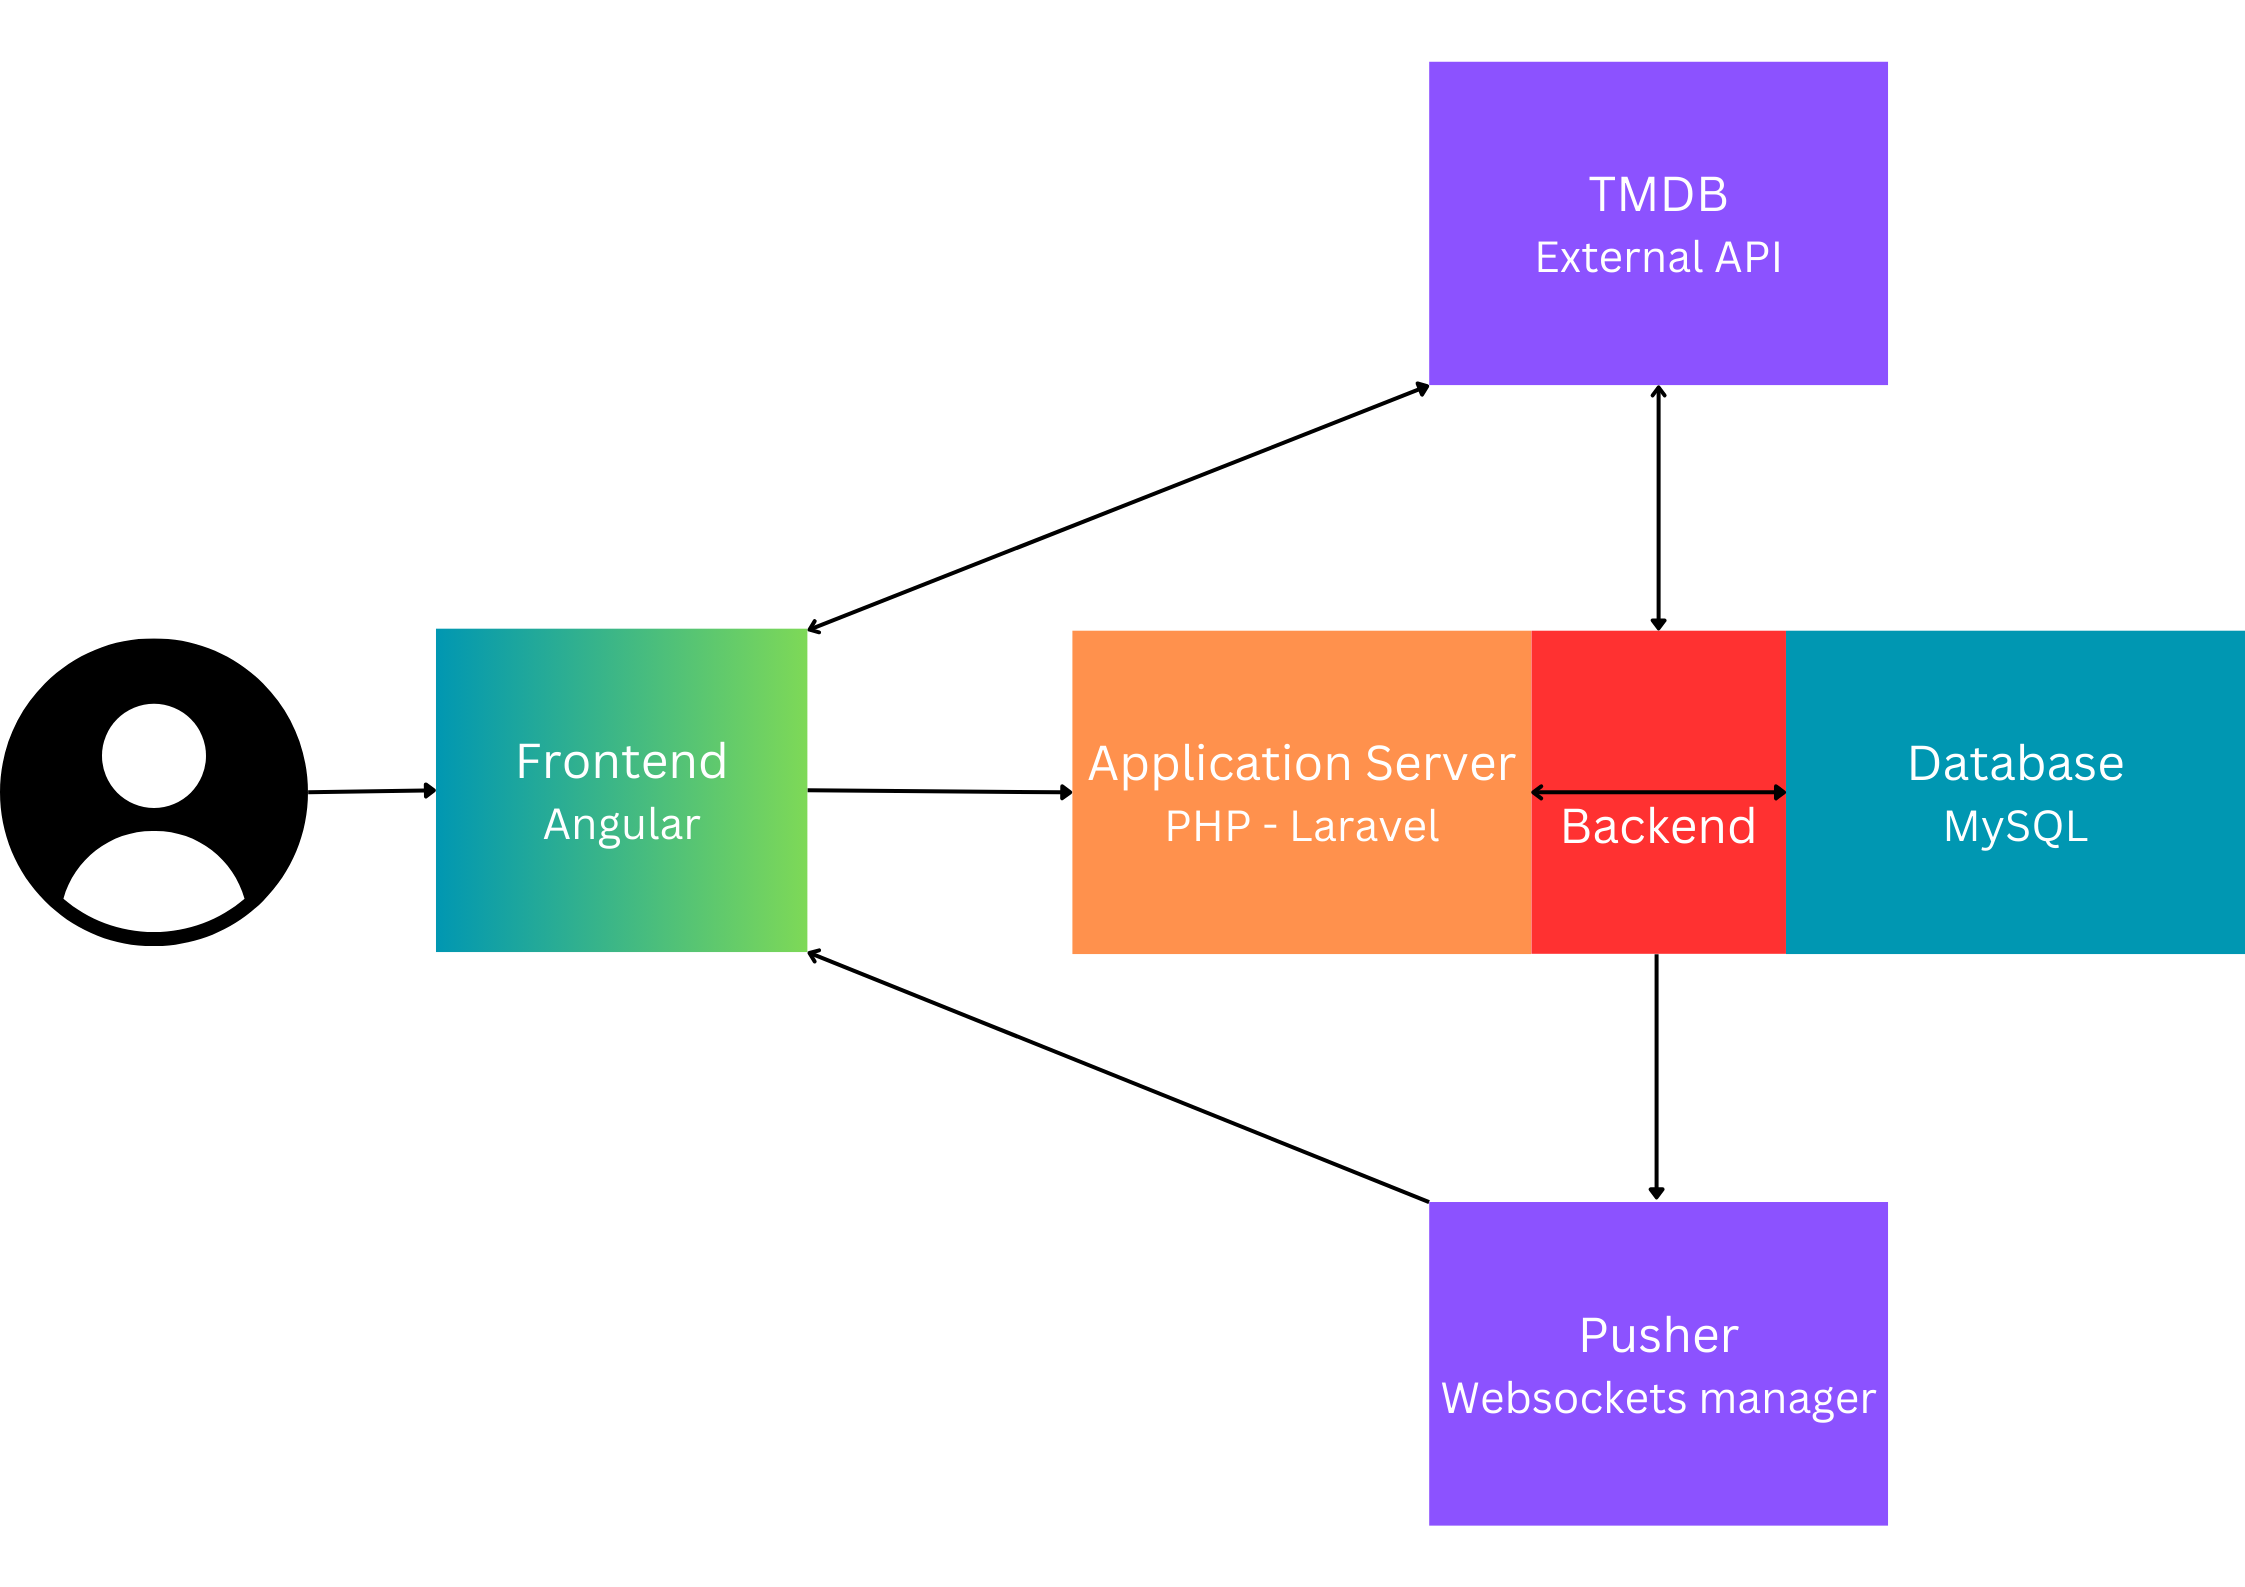 TMDB
External API
Frontend
Angular
Application Server
PHP - Laravel
Backend
Database
MySQL
Pusher
Websockets manager